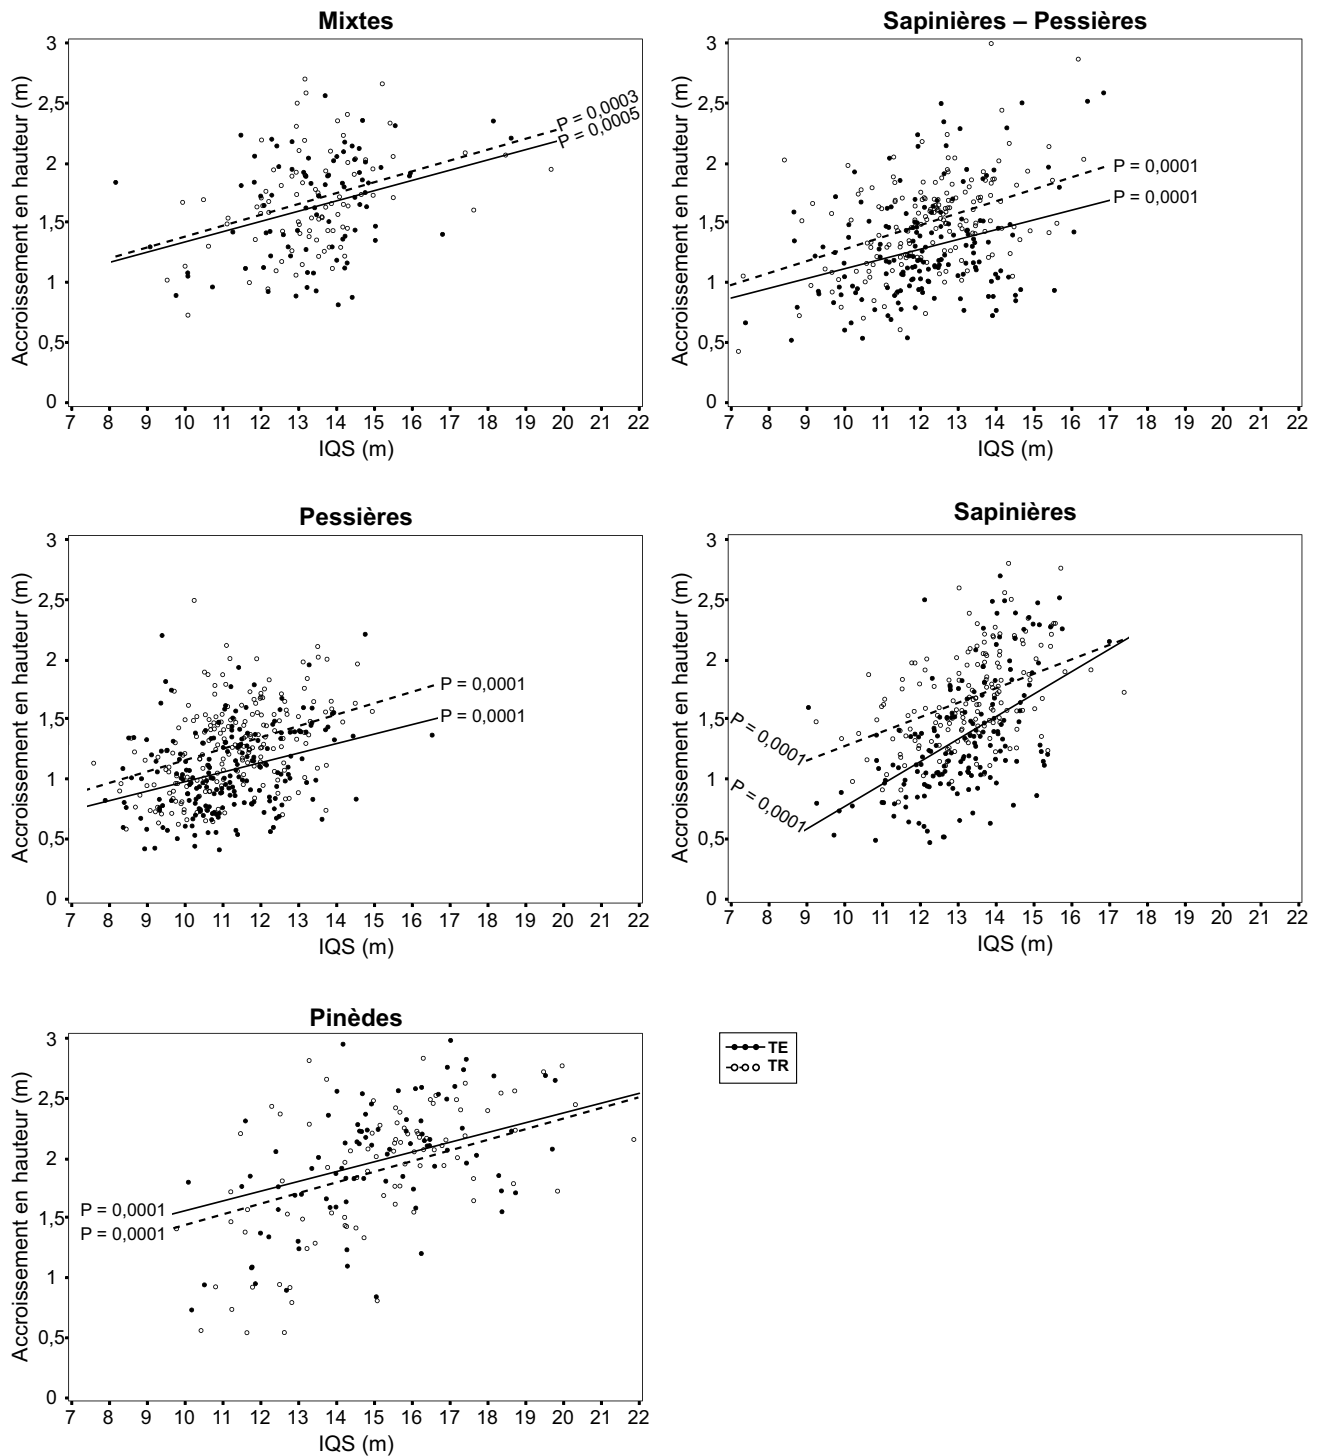 Mixtes
Accroissement en hauteur (m)
3
2,5
2
1,5
1
0,5
0
P = 0,0003
P = 0,0005
7 8 9 10 11 12 13 14 15 16 17 18 19 20 21 22
IQS (m)
Sapinières – Pessières
Accroissement en hauteur (m)
3
2,5
2
1,5
1
0,5
0
P = 0,0001
P = 0,0001
7 8 9 10 11 12 13 14 15 16 17 18 19 20 21 22
IQS (m)
Pessières
Accroissement en hauteur (m)
3
2,5
2
1,5
1
0,5
0
P = 0,0001
P = 0,0001
7 8 9 10 11 12 13 14 15 16 17 18 19 20 21 22
IQS (m)
Sapinières
Accroissement en hauteur (m)
3
2,5
2
1,5
1
0,5
0
P = 0,0001
P = 0,0001
7 8 9 10 11 12 13 14 15 16 17 18 19 20 21 22
IQS (m)
Pinèdes
Accroissement en hauteur (m)
3
2,5
2
1,5
1
0,5
0
P = 0,0001
P = 0,0001
7 8 9 10 11 12 13 14 15 16 17 18 19 20 21 22
IQS (m)
TE
TR